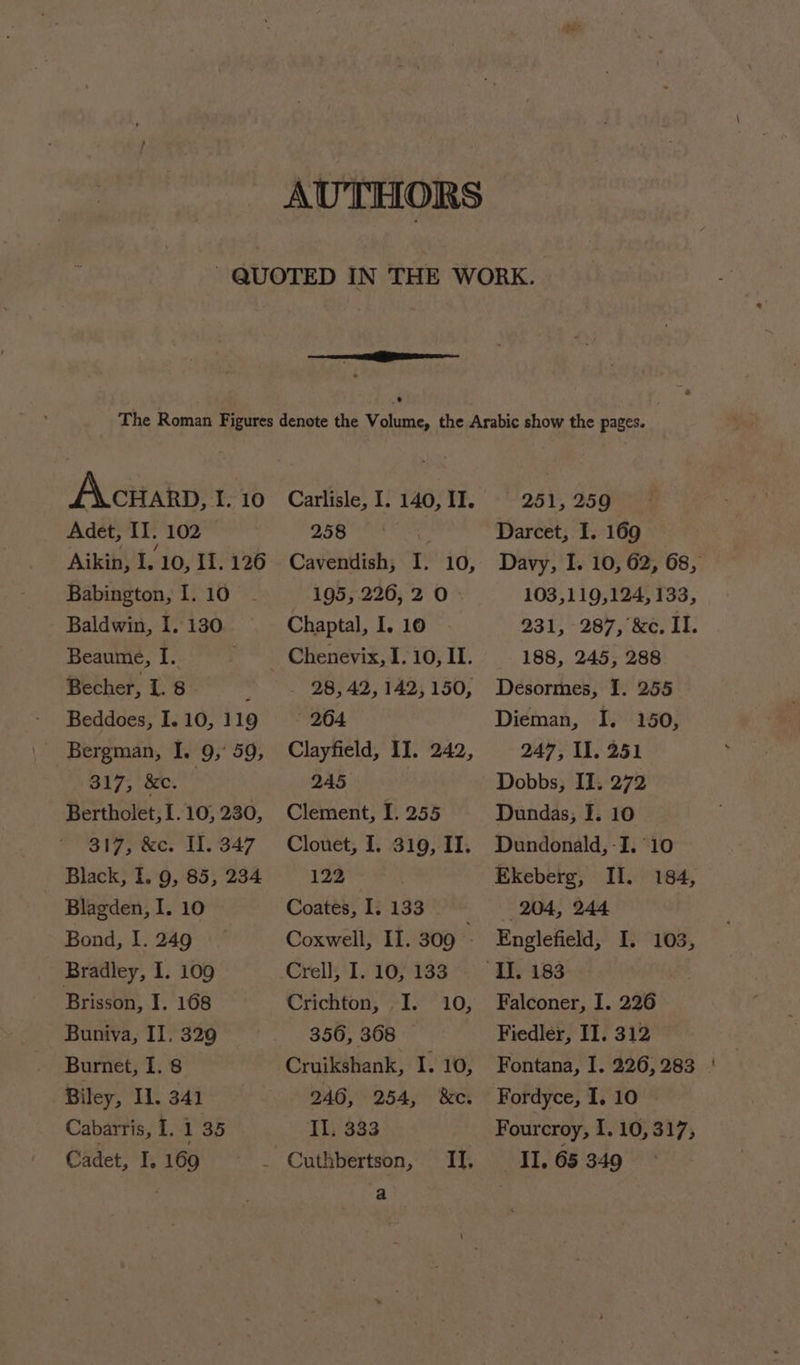 AUTHORS
QUOTED IN THE WORK.
The Roman Figures denote the Volume, the Arabic show the pages.
ACHARD, I. 10
Adet, II. 102
Aikin, I. 10, II. 126
Babington, I. 10
Baldwin, I. 130
Beaumé, I.
Becher, I. 8
Beddoes, I. 10, 119
Bergman, I. 9, 59,
317, &c.
Bertholet, I. 10, 230,
317, &c. II. 347
Black, I. 9, 85, 234
Blagden, I. 10
Bond, I. 249
Bradley, I. 109
Brisson, I. 168
Buniva, II. 329
Burnet, I. 8
Biley, II. 341
Cabarris, I. 1 35
Cadet, I. 169
Carlisle, I. 140, II.
258
Cavendish, I. 10,
195, 226, 2 0
Chaptal, I. 10
Chenevix, I. 10, II.
28, 42, 142, 150,
264
Clayfield, II. 242,
245
Clement, I. 255
Clouet, I. 319, II.
122
Coates, I. 133
Coxwell, II. 309
Crell, I. 10, 133
Crichton, I. 10,
356, 368
Cruikshank, I. 10,
246, 254, &c.
II. 333
Cuthbertson, II.
a
251, 259
Darcet, I. 169
Davy, I. 10, 62, 68,
103,119,124,133,
231, 287, &c. II.
188, 245, 288
Desormes, I. 255
Dieman, I. 150,
247, II. 251
Dobbs, II. 272
Dundas, I. 10
Dundonald, I. 10
Ekeberg, II. 184,
204, 244
Englefield, I. 103,
II. 183
Falconer, I. 226
Fiedler, II. 312
Fontana, I. 226, 283
Fordyce, I. 10
Fourcroy, I. 10, 317,
II. 65 349